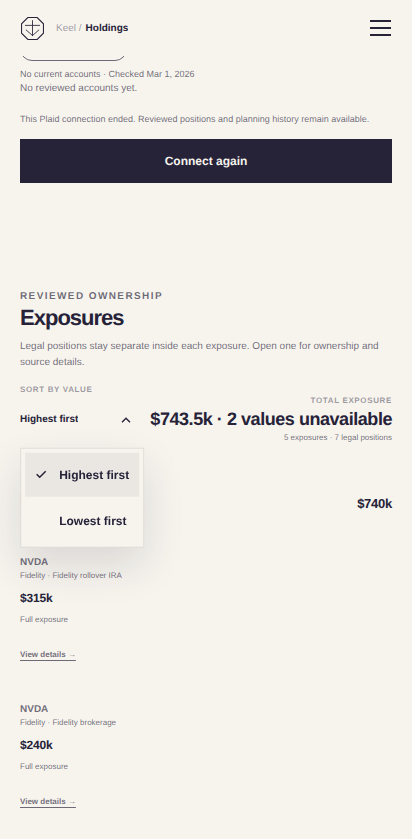 Keel / Holdings
No current accounts · Checked Mar 1, 2026
No reviewed accounts yet.
This Plaid connection ended. Reviewed positions and planning history remain available.
Connect again
REVIEWED OWNERSHIP
Exposures
Legal positions stay separate inside each exposure. Open one for ownership and
source details.
SORT BY VALUE
Highest first
TOTAL EXPOSURE
$743.5k · 2 values unavailable
5 exposures · 7 legal positions
Highest first
Lowest first
$740k
NVDA
Fidelity · Fidelity rollover IRA
$315k
Full exposure
View details →
NVDA
Fidelity · Fidelity brokerage
$240k
Full exposure
View details →